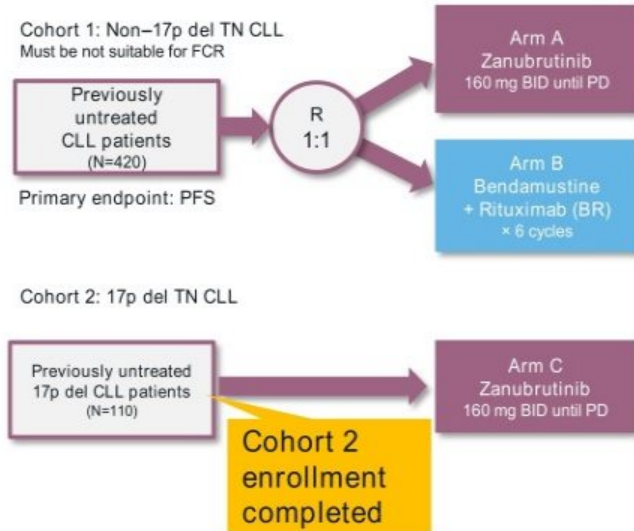 Cohort 1: Non–17p del TN CLL
Must be not suitable for FCR
Previously
untreated
CLL patients
(N=420)
R
1:1
Arm A
Zanubrutinib
160 mg BID until PD
Arm B
Bendamustine
+ Rituximab (BR)
× 6 cycles
Primary endpoint: PFS
Cohort 2: 17p del TN CLL
Previously untreated
17p del CLL patients
(N=110)
Arm C
Zanubrutinib
160 mg BID until PD
Cohort 2
enrollment
completed